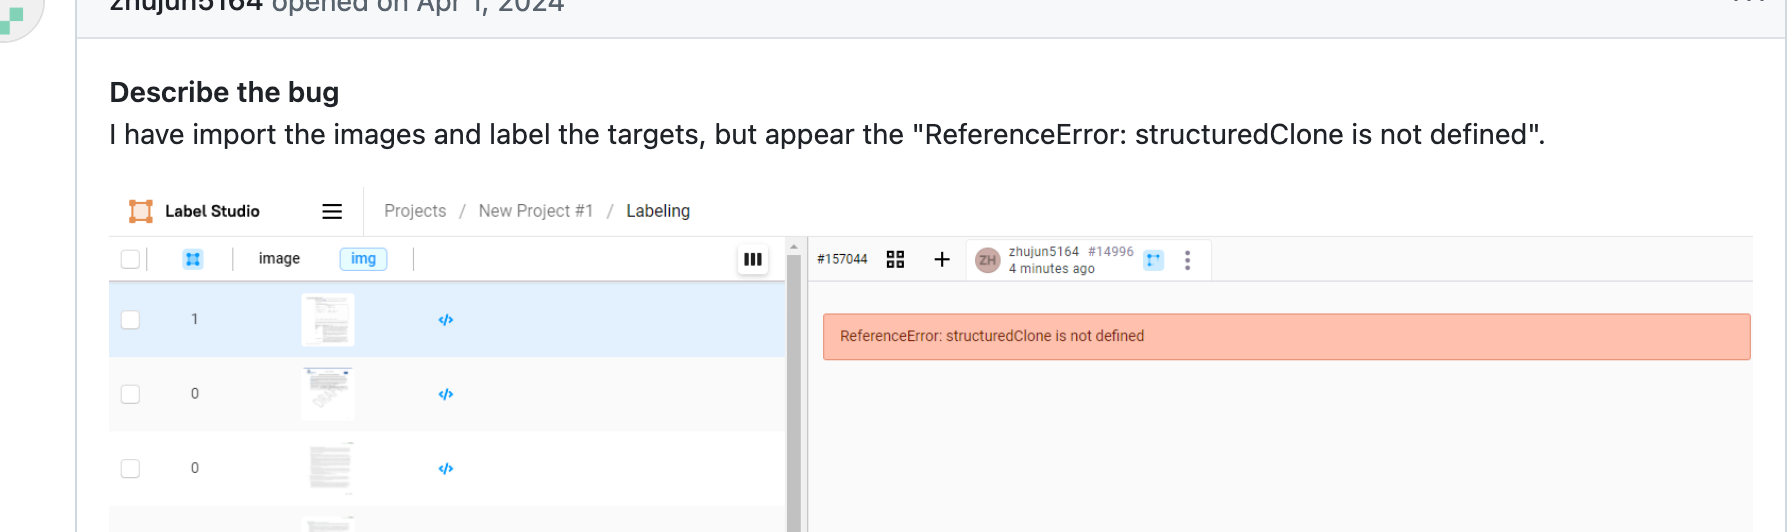 zhujun5164 opened on Apr 1, 2024
Describe the bug
I have import the images and label the targets, but appear the "ReferenceError: structuredClone is not defined".
Label Studio
Projects / New Project #1 / Labeling
image img
#157044 ZH zhujun5164 #14996
4 minutes ago
1 </>
ReferenceError: structuredClone is not defined
0 </>
DRAFT
0 </>